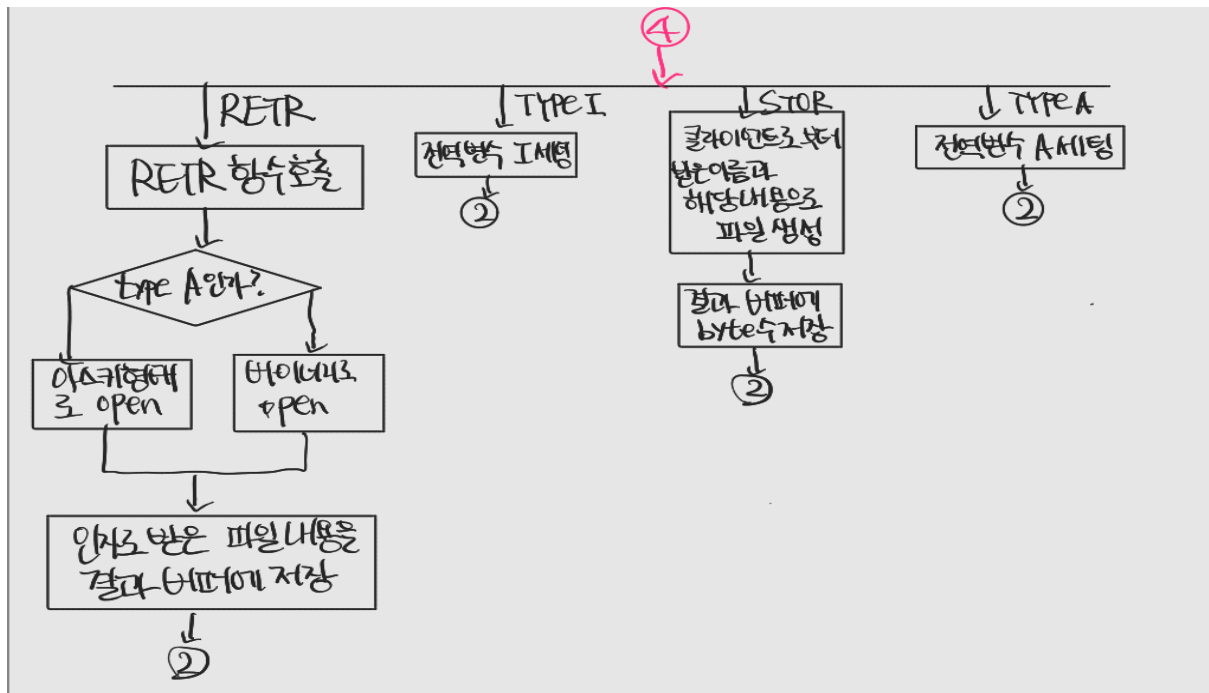 ④
RETR
RETR 함수호출
type A인가?
아스키형태
로 open
바이너리로
open
인자로 받은 파일내용을
결과 버퍼에 저장
②
TYPE I
전역변수 I세팅
②
STOR
클라이언트로부터
받은이름과
해당내용으로
파일 생성
결과 버퍼에
byte수저장
②
TYPE A
전역변수 A세팅
②